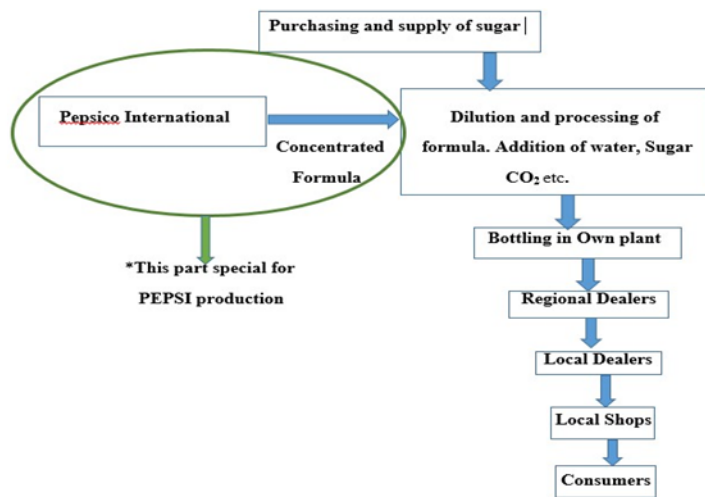 Purchasing and supply of sugar
Pepsico International
Concentrated
Formula
Dilution and processing of
formula. Addition of water, Sugar
CO₂ etc.
*This part special for
PEPSI production
Bottling in Own plant
Regional Dealers
Local Dealers
Local Shops
Consumers